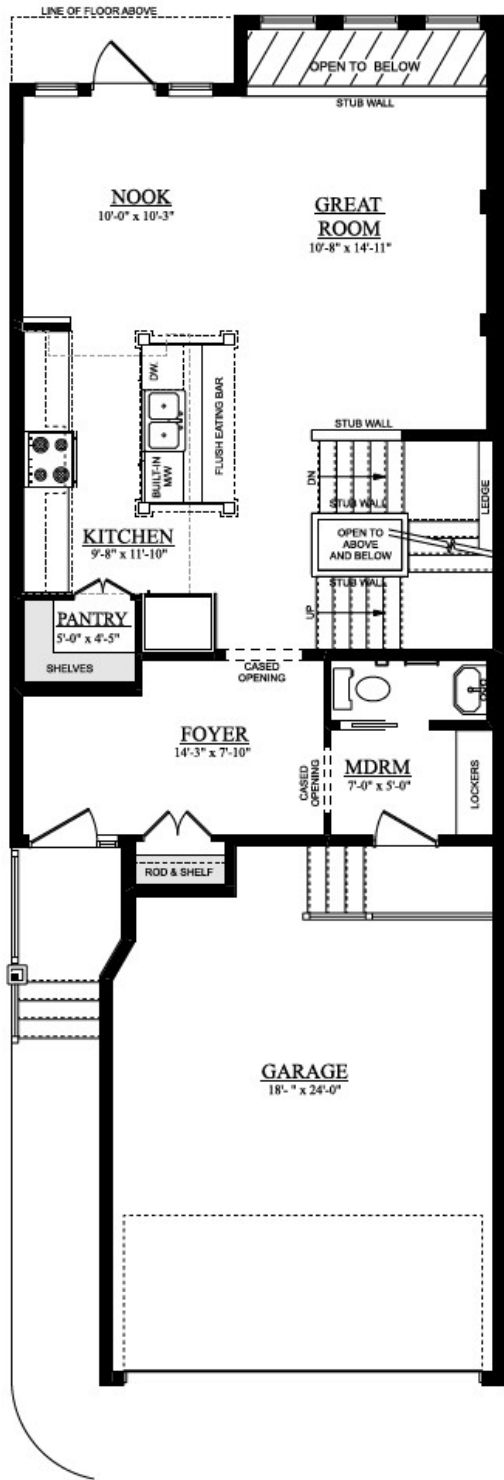 LINE OF FLOOR ABOVE
OPEN TO BELOW
STUB WALL
NOOK
10'-0" x 10'-3"
GREAT
ROOM
10'-8" x 14'-11"
DW.
FLUSH EATING BAR
BUILT-IN
M/W
STUB WALL
DN
STUB WALL
LEDGE
OPEN TO
ABOVE
AND BELOW
STUB WALL
UP
KITCHEN
9'-8" x 11'-10"
PANTRY
5'-0" x 4'-5"
SHELVES
CASED
OPENING
FOYER
14'-3" x 7'-10"
CASED
OPENING
MDRM
7'-0" x 5'-0"
LOCKERS
ROD & SHELF
GARAGE
18'- " x 24'-0"